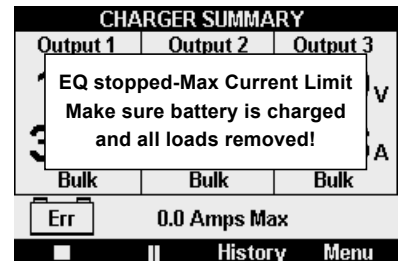 CHARGER SUMMARY
Output 1 Output 2 Output 3
EQ stopped-Max Current Limit
Make sure battery is charged
and all loads removed!
V
A
Bulk Bulk Bulk
Err 0.0 Amps Max
History Menu